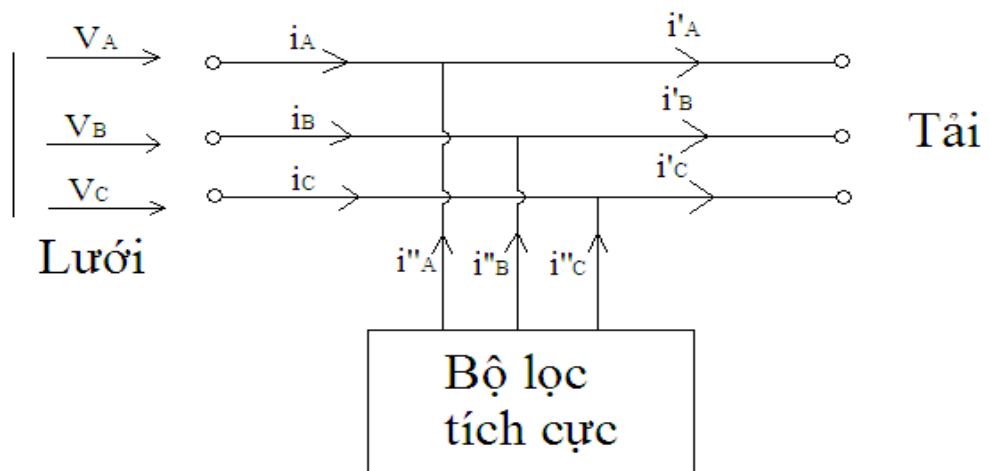 VA iA i'A
VB iB i'B
Tải
VC iC i'C
Lưới
i"A i"B i"C
Bộ lọc
tích cực